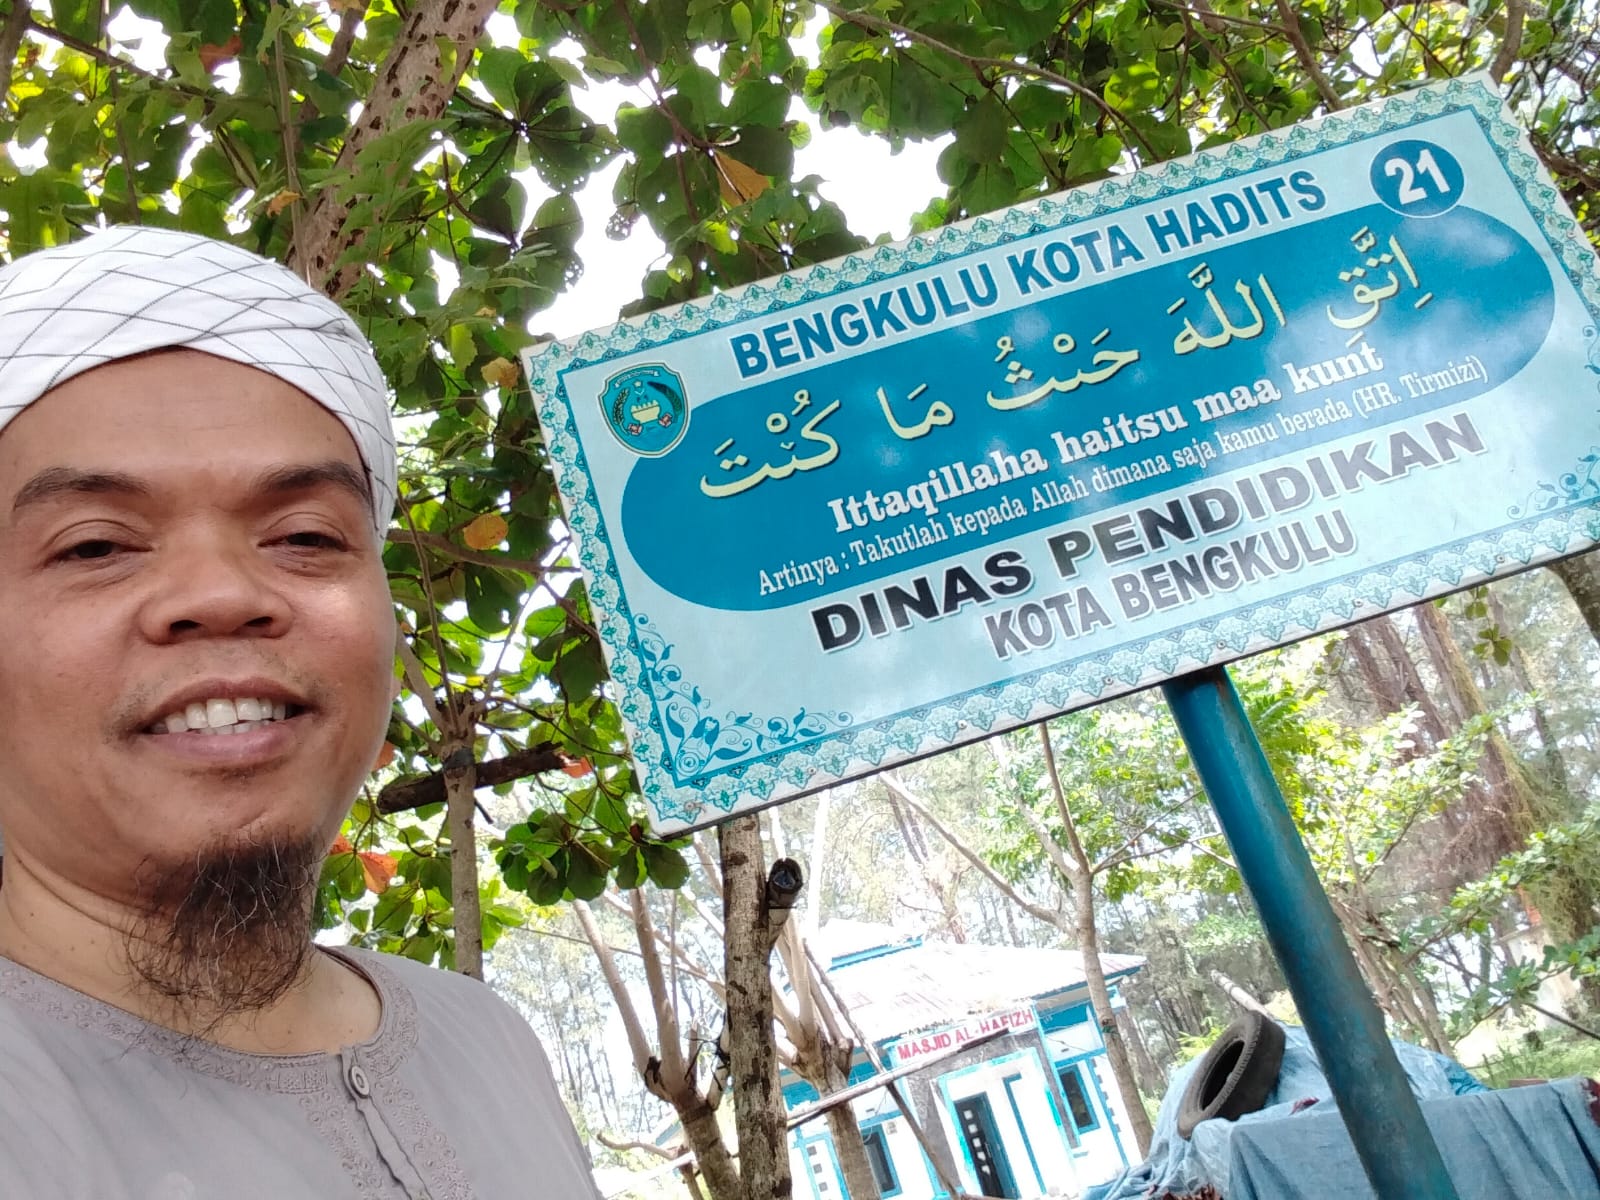 BENGKULU KOTA HADITS
21
اِتَّقِ اللَّهَ حَيْثُ مَا كُنْتَ
Ittaqillaha haitsu maa kunt
Artinya : Takutlah kepada Allah dimana saja kamu berada (HR. Tirmizi)
DINAS PENDIDIKAN
KOTA BENGKULU
MASJID AL-HAFIZH